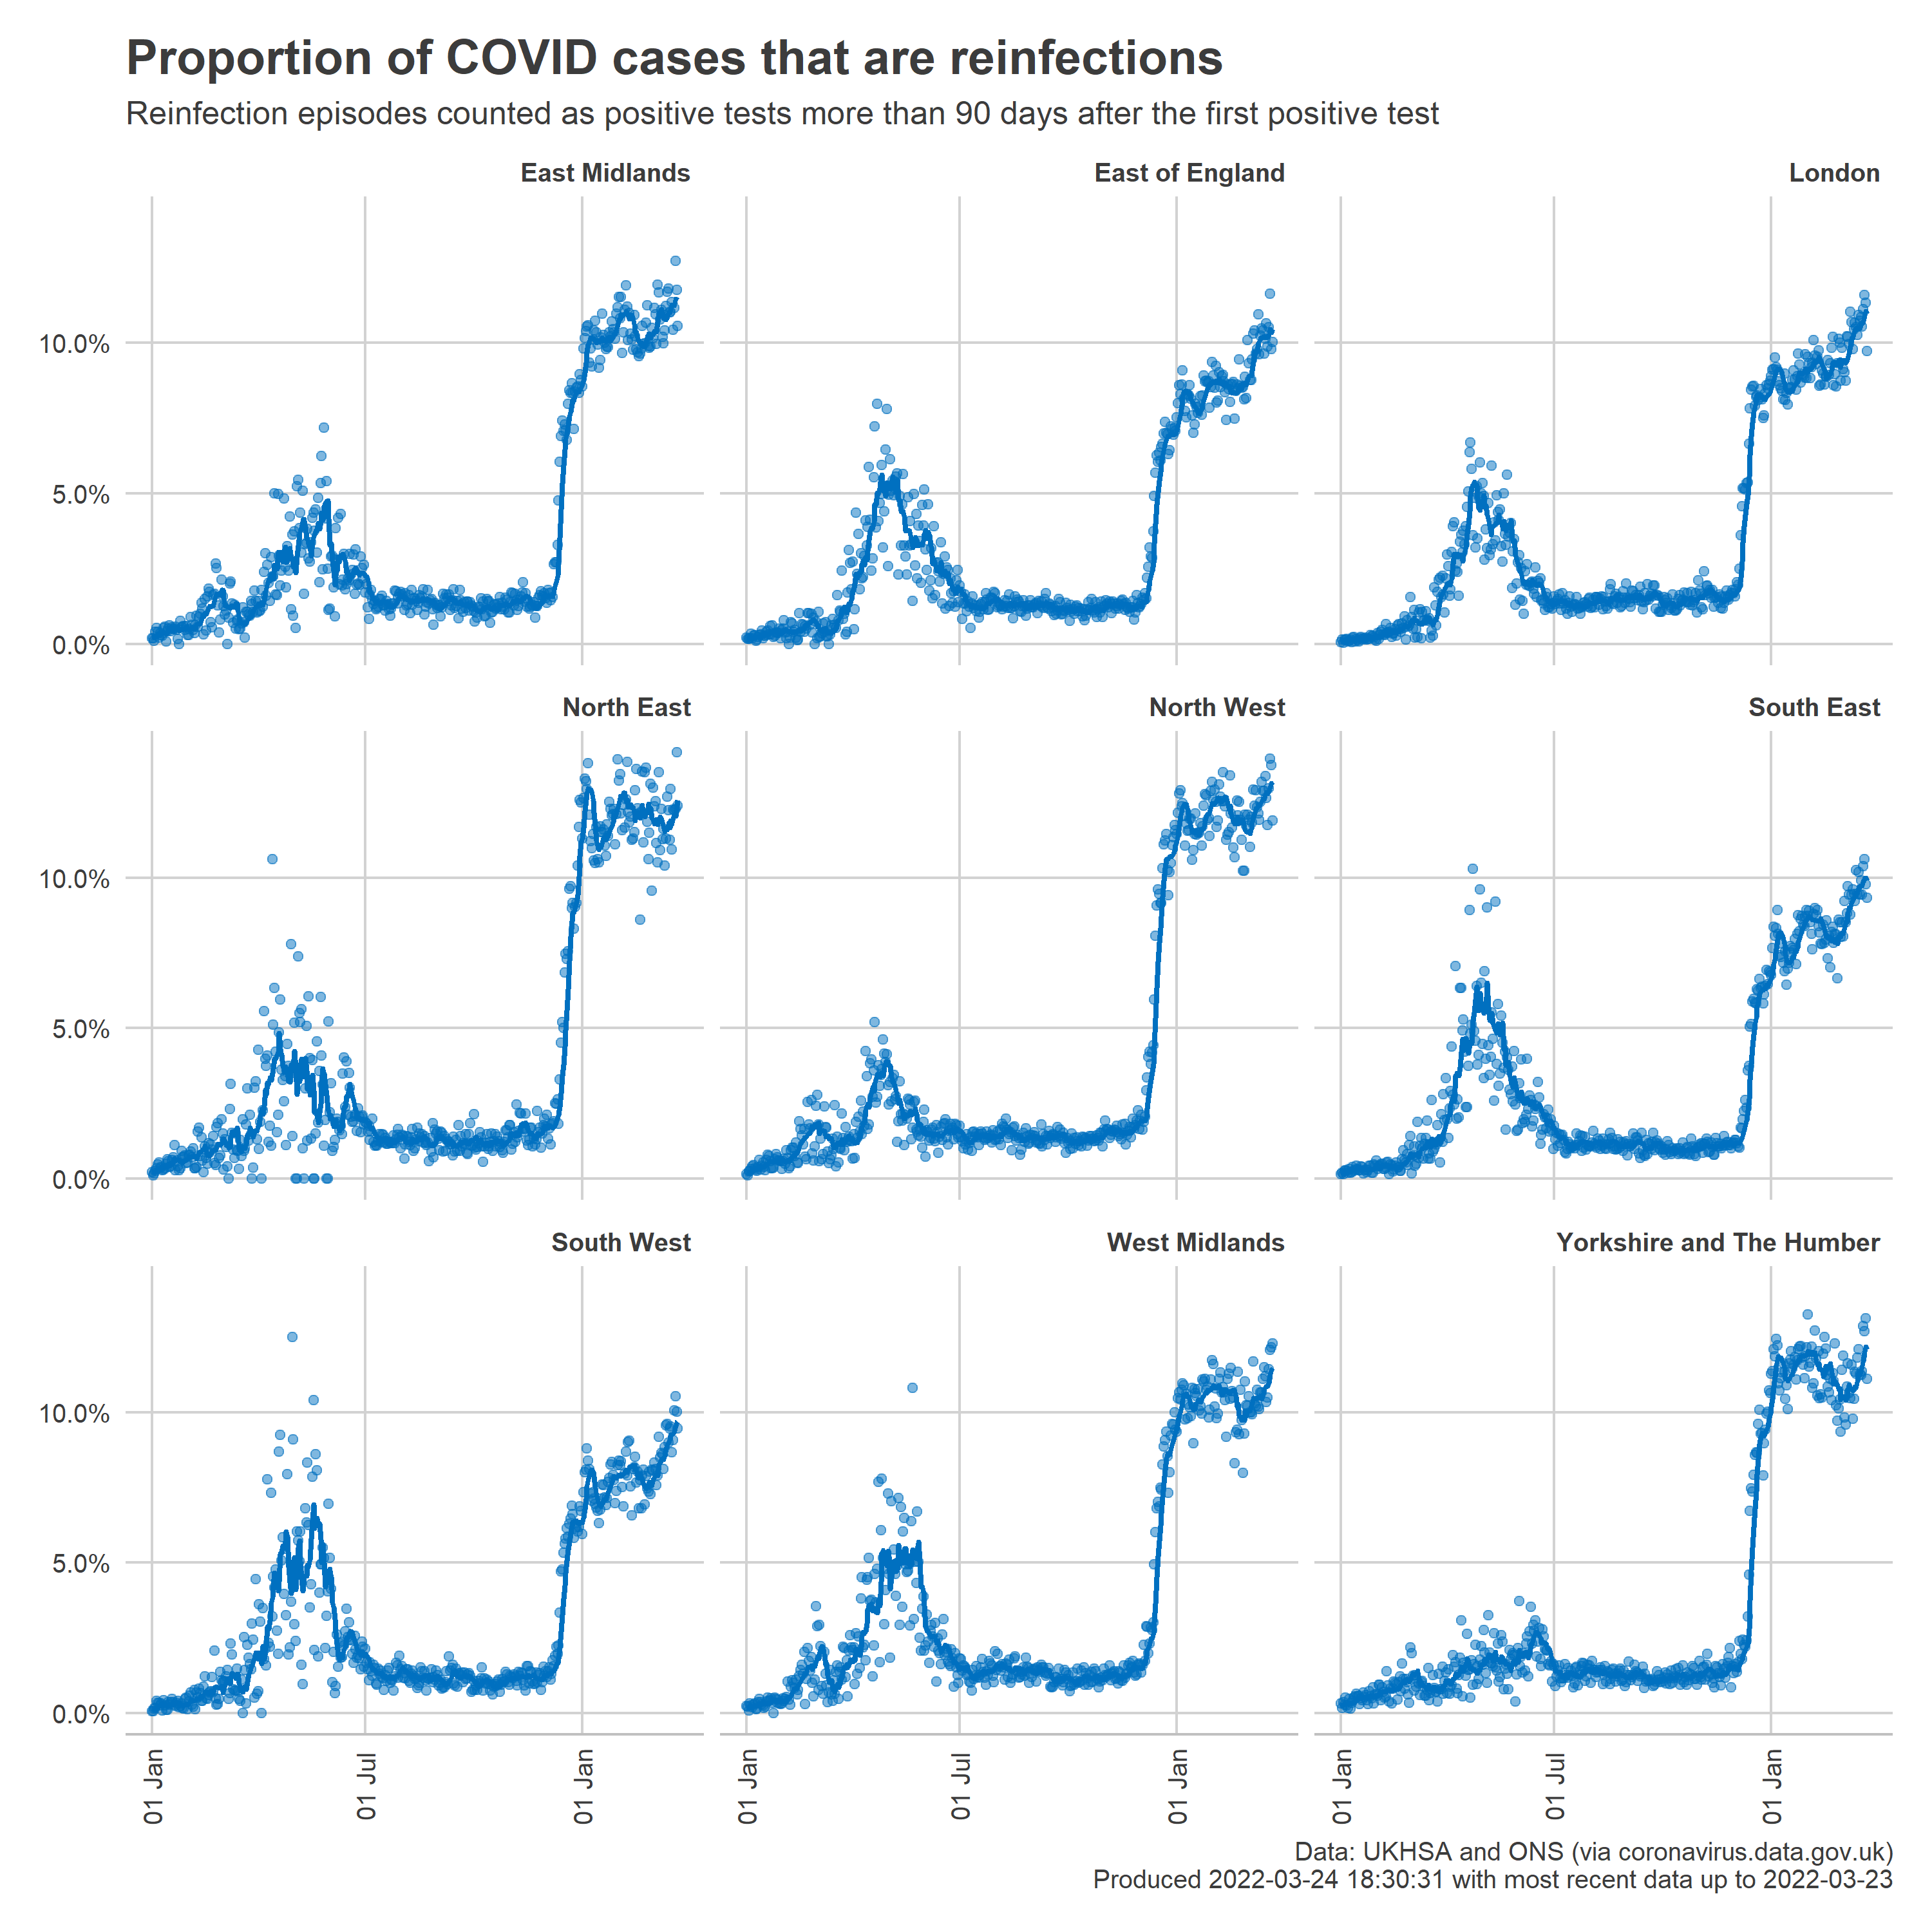 Proportion of COVID cases that are reinfections
Reinfection episodes counted as positive tests more than 90 days after the first positive test
East Midlands
East of England
London
10.0%
5.0%
0.0%
North East
North West
South East
10.0%
5.0%
0.0%
South West
West Midlands
Yorkshire and The Humber
10.0%
5.0%
0.0%
01 Jan
01 Jul
01 Jan
01 Jan
01 Jul
01 Jan
01 Jan
01 Jul
01 Jan
Data: UKHSA and ONS (via coronavirus.data.gov.uk)
Produced 2022-03-24 18:30:31 with most recent data up to 2022-03-23